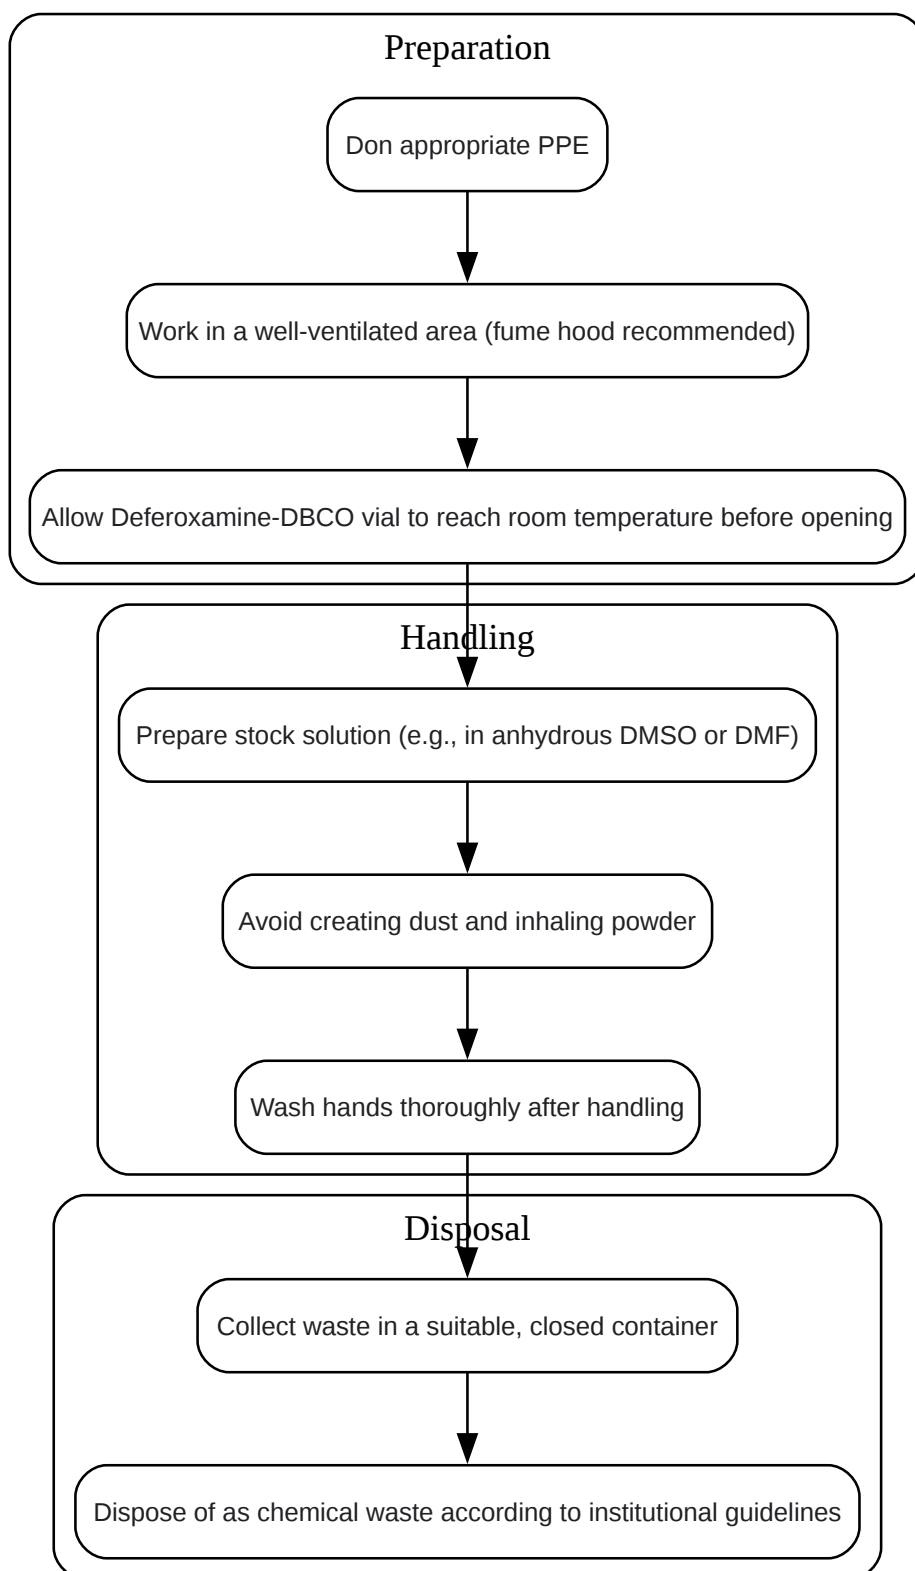 Preparation
Don appropriate PPE
Work in a well-ventilated area (fume hood recommended)
Allow Deferoxamine-DBCO vial to reach room temperature before opening
Handling
Prepare stock solution (e.g., in anhydrous DMSO or DMF)
Avoid creating dust and inhaling powder
Wash hands thoroughly after handling
Disposal
Collect waste in a suitable, closed container
Dispose of as chemical waste according to institutional guidelines